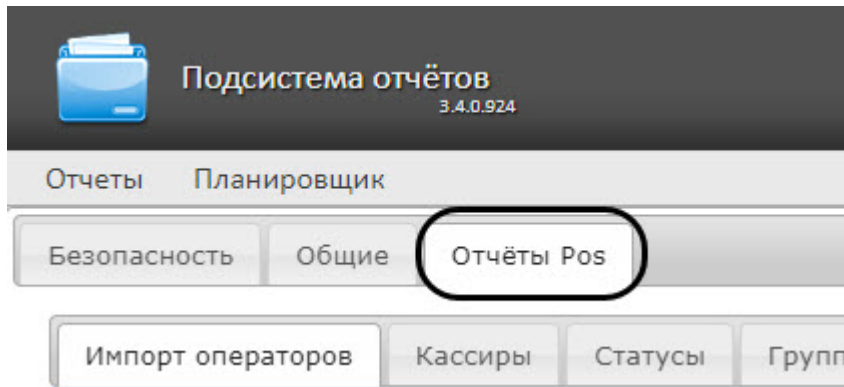 Подсистема отчётов
3.4.0.924
Отчеты Планировщик
Безопасность Общие Отчёты Pos
Импорт операторов Кассиры Статусы